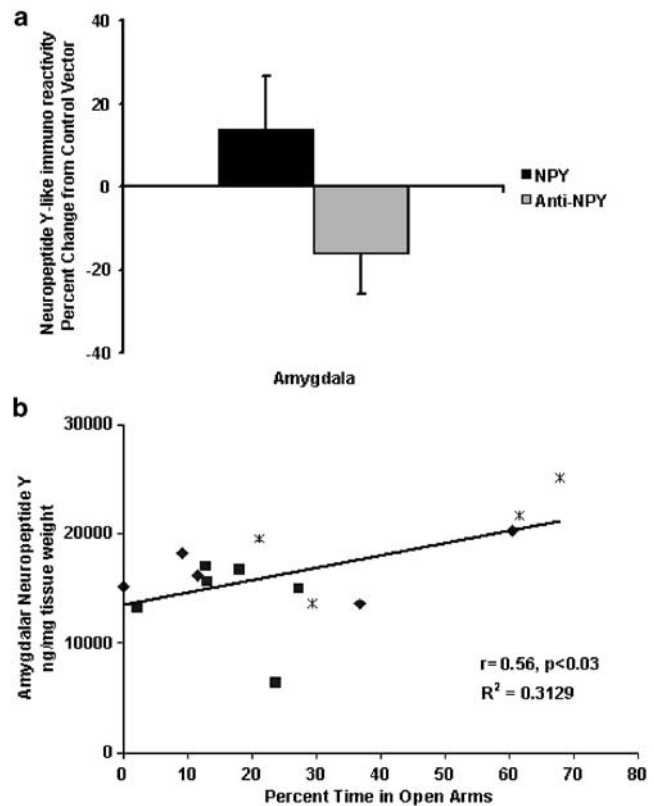 a
Neuropeptide Y-like immuno reactivity
Percent Change from Control Vector
40
20
0
-20
-40
NPY
Anti-NPY
Amygdala
b
Amygdalar Neuropeptide Y
ng/mg tissue weight
30000
20000
10000
0
r= 0.56, p<0.03
R² = 0.3129
0 10 20 30 40 50 60 70 80
Percent Time in Open Arms